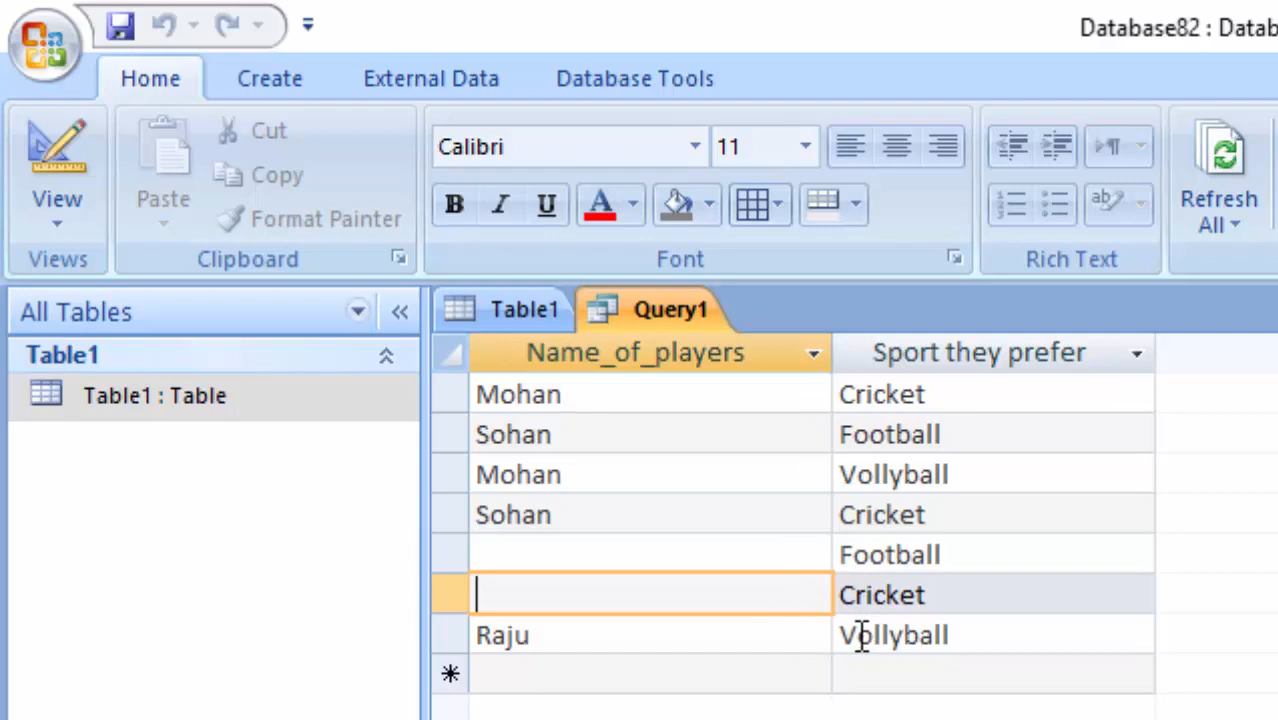 Database82 : Datab
Home Create External Data Database Tools
View
Views
Paste
Cut
Copy
Format Painter
Clipboard
Calibri 11
B I U A
Font
ab
Rich Text
Refresh
All
All Tables
Table1
Table1 : Table
Table1 Query1
Name_of_players Sport they prefer
Mohan Cricket
Sohan Football
Mohan Vollyball
Sohan Cricket
Football
Cricket
Raju Vollyball